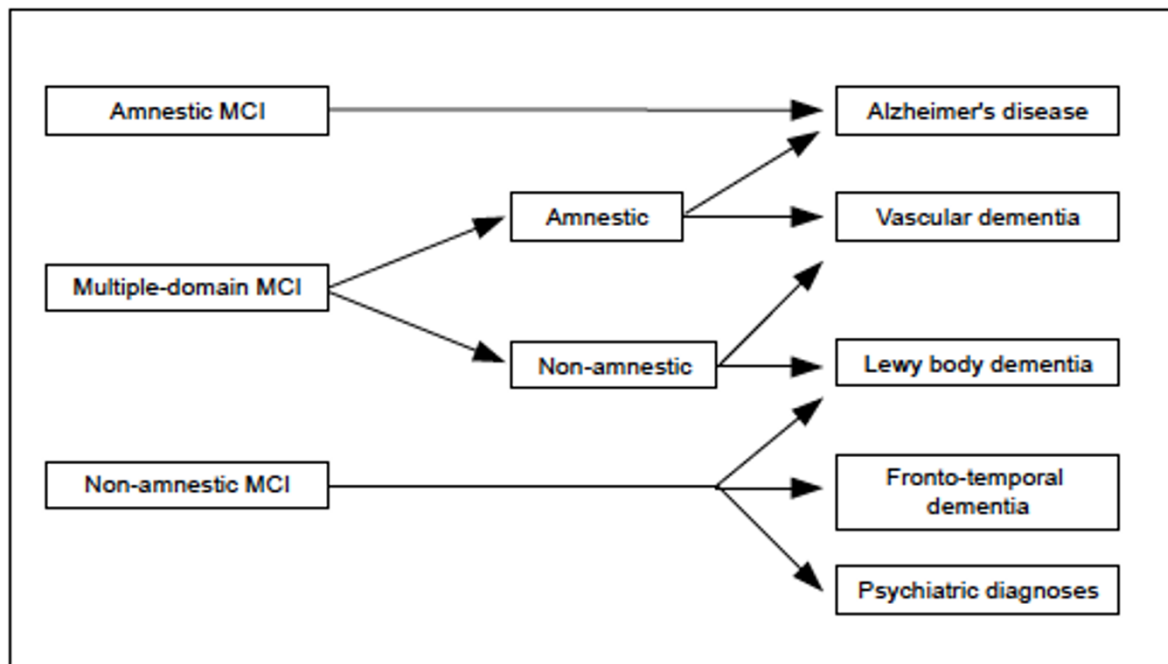 Amnestic MCI
Alzheimer's disease
Amnestic
Vascular dementia
Multiple-domain MCI
Non-amnestic
Lewy body dementia
Non-amnestic MCI
Fronto-temporal
dementia
Psychiatric diagnoses